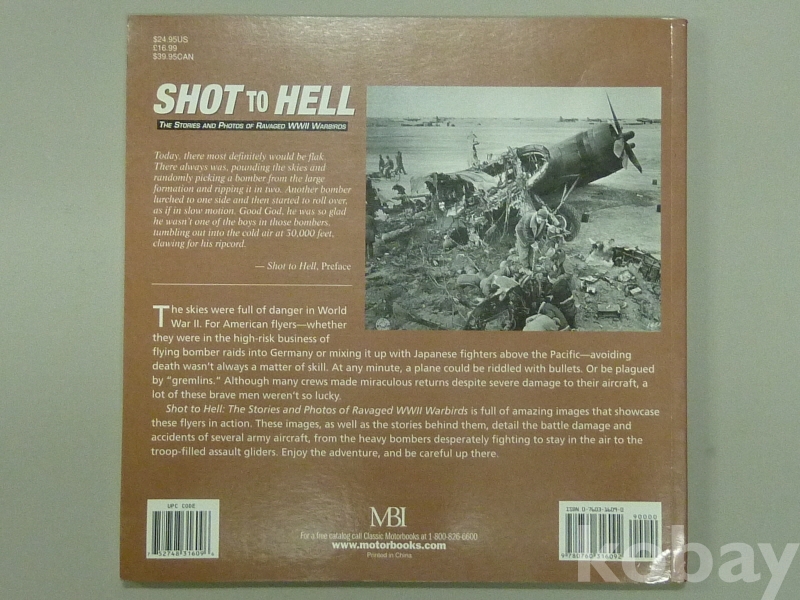 $24.95US
£16.99
$39.95CAN
SHOT TO HELL
THE STORIES AND PHOTOS OF RAVAGED WWII WARBIRDS
Today, there most definitely would be flak.
There always was, pounding the skies and
randomly picking a bomber from the large
formation and ripping it in two. Another bomber
lurched to one side and then started to roll over,
as if in slow motion. Good God, he was so glad
he wasn't one of the boys in those bombers,
tumbling out into the cold air at 30,000 feet,
clawing for his ripcord.
— Shot to Hell, Preface
The skies were full of danger in World
War II. For American flyers—whether
they were in the high-risk business of
flying bomber raids into Germany or mixing it up with Japanese fighters above the Pacific—avoiding
death wasn't always a matter of skill. At any minute, a plane could be riddled with bullets. Or be plagued
by "gremlins." Although many crews made miraculous returns despite severe damage to their aircraft, a
lot of these brave men weren't so lucky.
Shot to Hell: The Stories and Photos of Ravaged WWII Warbirds is full of amazing images that showcase
these flyers in action. These images, as well as the stories behind them, detail the battle damage and
accidents of several army aircraft, from the heavy bombers desperately fighting to stay in the air to the
troop-filled assault gliders. Enjoy the adventure, and be careful up there.
UPC CODE
52748 31609
MBI
For a free catalog call Classic Motorbooks at 1-800-826-6600
www.motorbooks.com
Printed in China
ISBN 0-7603-1609-0
90000
9 780760 316092
kobay